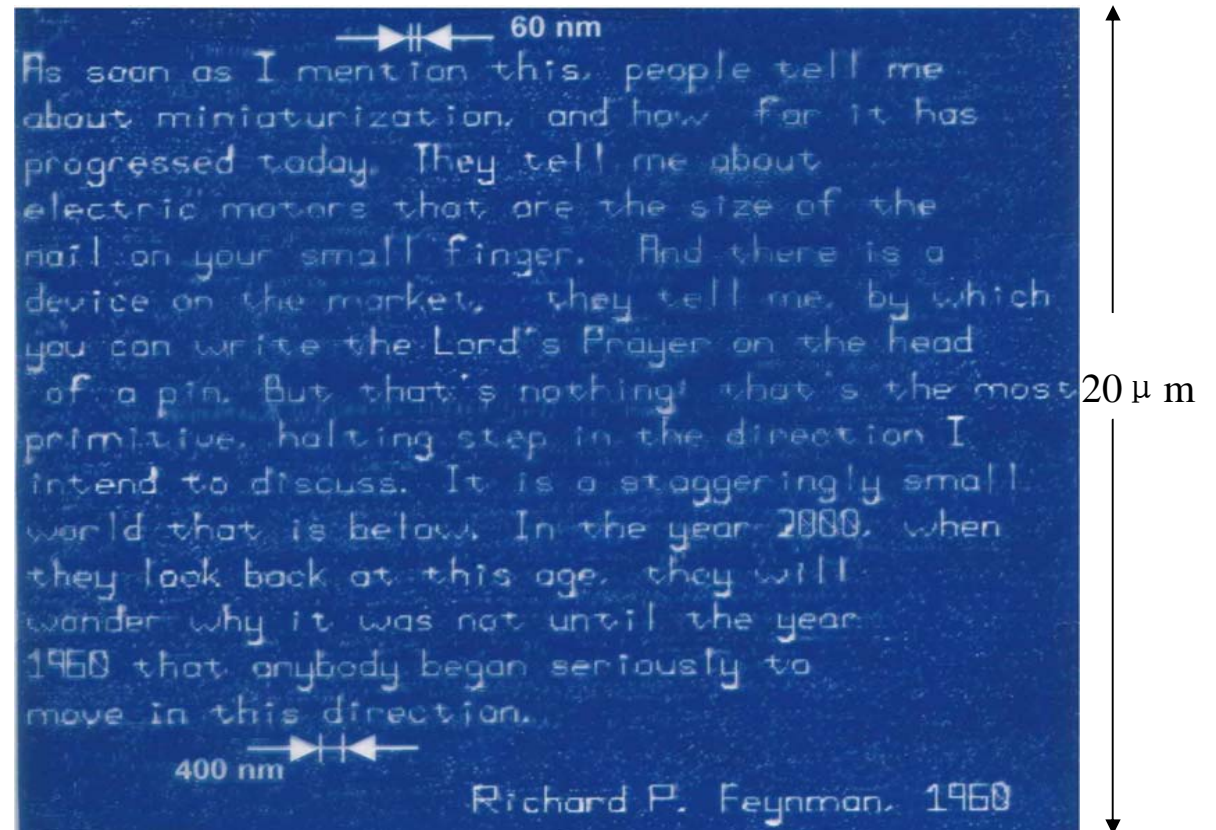 60 nm
As soon as I mention this, people tell me
about miniaturization, and how far it has
progressed today. They tell me about
electric motors that are the size of the
nail on your small finger. And there is a
device on the market, they tell me, by which
you can write the Lord's Prayer on the head
of a pin. But that's nothing; that's the most
20 μm
primitive, halting step in the direction I
intend to discuss. It is a staggeringly small
world that is below. In the year 2000, when
they look back at this age, they will
wonder why it was not until the year
1960 that anybody began seriously to
move in this direction.
400 nm
Richard P. Feynman, 1960